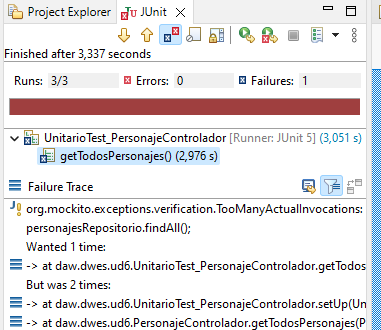 Project Explorer JUnit
Finished after 3,337 seconds
Runs: 3/3 Errors: 0 Failures: 1
UnitarioTest_PersonajeControlador [Runner: JUnit 5] (3,051 s)
getTodosPersonajes() (2,976 s)
Failure Trace
org.mockito.exceptions.verification.TooManyActualInvocations:
personajesRepositorio.findAll();
Wanted 1 time:
-> at daw.dwes.ud6.UnitarioTest_PersonajeControlador.getTodos
But was 2 times:
-> at daw.dwes.ud6.UnitarioTest_PersonajeControlador.setUp(Un
-> at daw.dwes.ud6.PersonajeControlador.getTodosPersonajes(P